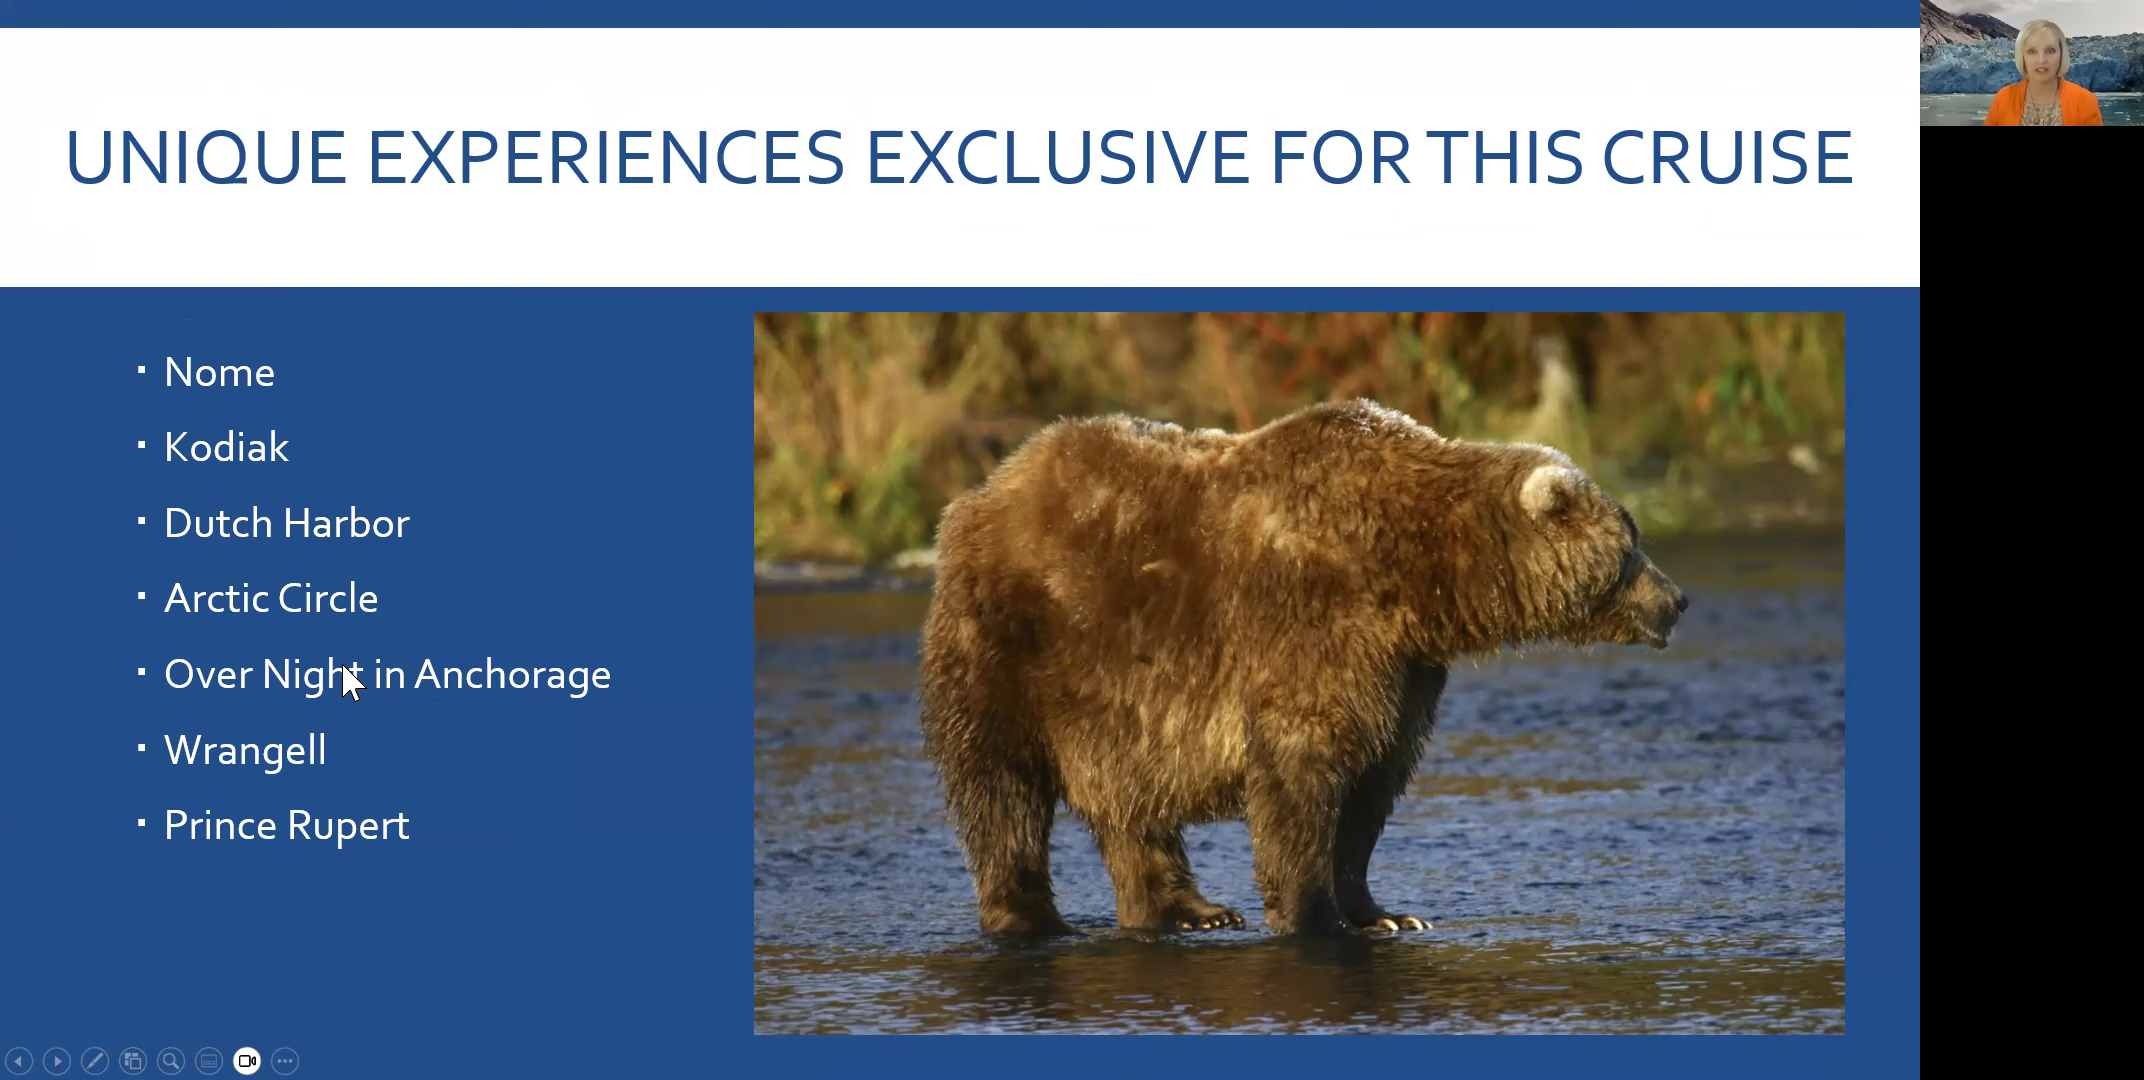 UNIQUE EXPERIENCES EXCLUSIVE FOR THIS CRUISE
▪ Nome
▪ Kodiak
▪ Dutch Harbor
▪ Arctic Circle
▪ Over Night in Anchorage
▪ Wrangell
▪ Prince Rupert